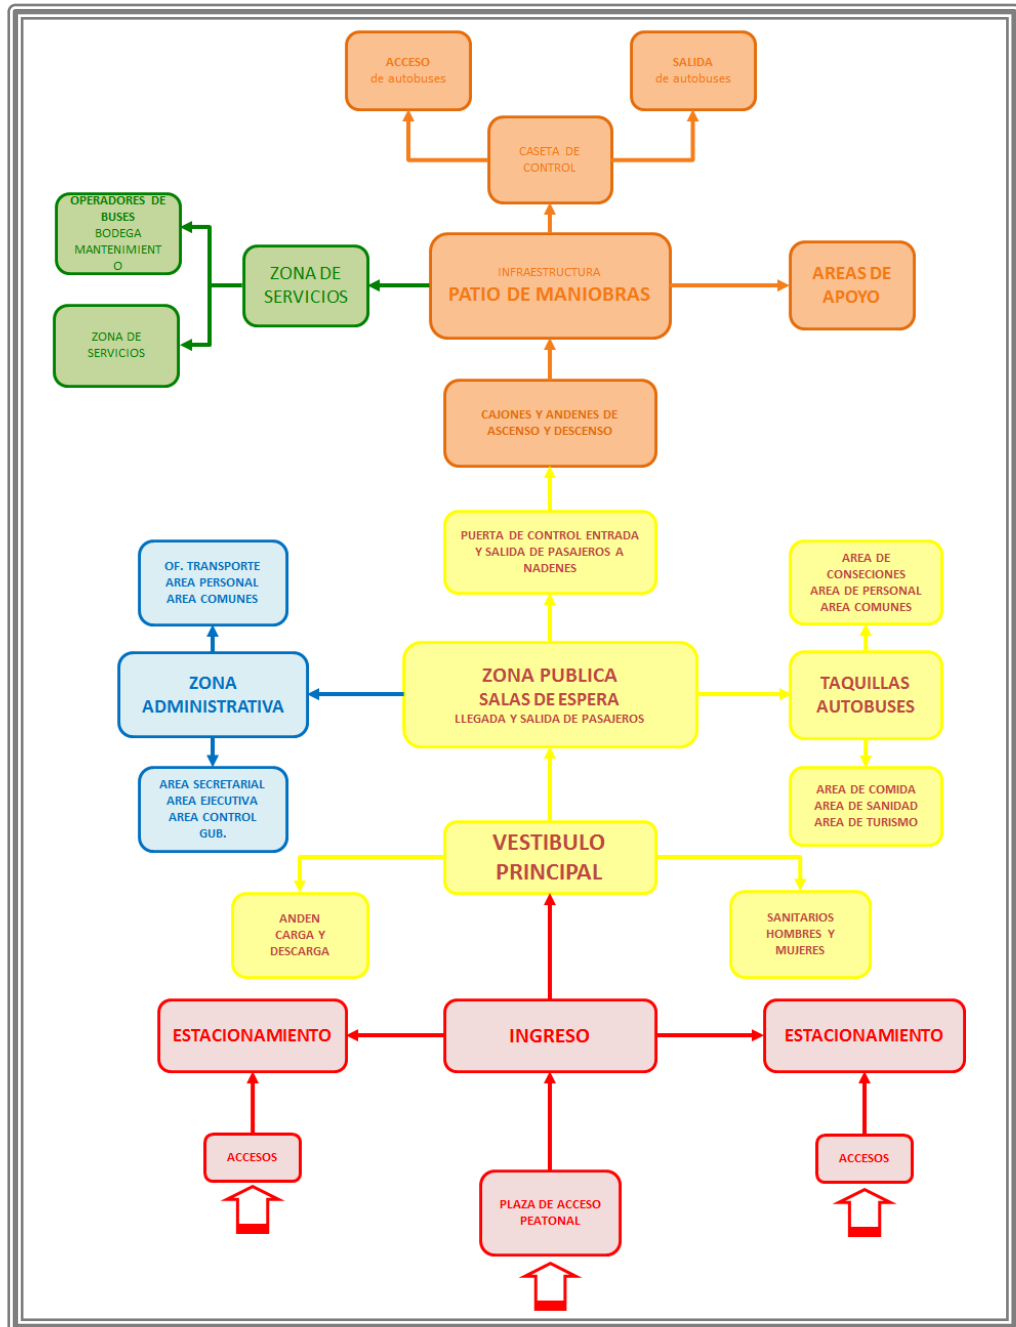 ACCESO
de autobuses
SALIDA
de autobuses
CASETA DE
CONTROL
OPERADORES DE
BUSES
BODEGA
MANTENIMIENT
O
ZONA DE
SERVICIOS
INFRAESTRUCTURA
PATIO DE MANIOBRAS
AREAS DE
APOYO
ZONA DE
SERVICIOS
CAJONES Y ANDENES DE
ASCENSO Y DESCENSO
PUERTA DE CONTROL ENTRADA
Y SALIDA DE PASAJEROS A
NADENES
OF. TRANSPORTE
AREA PERSONAL
AREA COMUNES
AREA DE
CONSECIONES
AREA DE PERSONAL
AREA COMUNES
ZONA
ADMINISTRATIVA
ZONA PUBLICA
SALAS DE ESPERA
LLEGADA Y SALIDA DE PASAJEROS
TAQUILLAS
AUTOBUSES
AREA SECRETARIAL
AREA EJECUTIVA
AREA CONTROL
GUB.
AREA DE COMIDA
AREA DE SANIDAD
AREA DE TURISMO
VESTIBULO
PRINCIPAL
ANDEN
CARGA Y
DESCARGA
SANITARIOS
HOMBRES Y
MUJERES
ESTACIONAMIENTO
INGRESO
ESTACIONAMIENTO
ACCESOS
ACCESOS
PLAZA DE ACCESO
PEATONAL